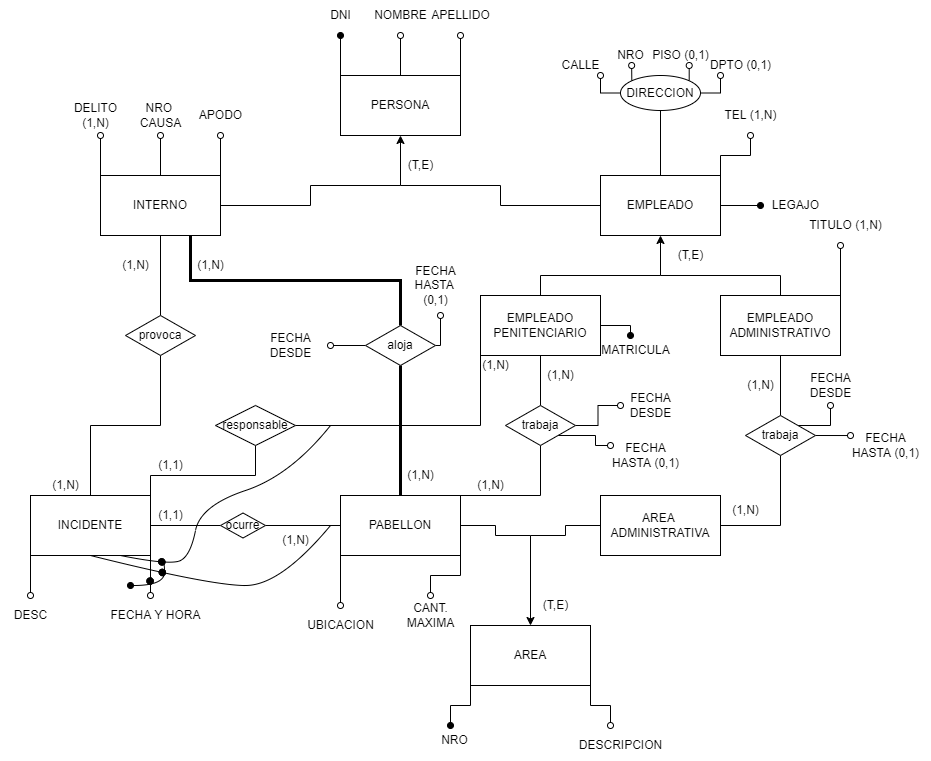 DNI
NOMBRE APELLIDO
PERSONA
CALLE
NRO
PISO (0,1)
DPTO (0,1)
DIRECCION
TEL (1,N)
DELITO
(1,N)
NRO
CAUSA
APODO
(T,E)
INTERNO
EMPLEADO
LEGAJO
TITULO (1,N)
(T,E)
(1,N)
(1,N)
FECHA
HASTA
(0,1)
EMPLEADO
PENITENCIARIO
EMPLEADO
ADMINISTRATIVO
provoca
FECHA
DESDE
aloja
MATRICULA
(1,N)
(1,N)
(1,N)
FECHA
DESDE
FECHA
DESDE
responsable
trabaja
trabaja
FECHA
HASTA (0,1)
FECHA
HASTA (0,1)
(1,1)
(1,N)
(1,N)
(1,N)
INCIDENTE
(1,1)
ocurre
(1,N)
PABELLON
AREA
ADMINISTRATIVA
(1,N)
DESC
FECHA Y HORA
UBICACION
CANT.
MAXIMA
(T,E)
AREA
NRO
DESCRIPCION